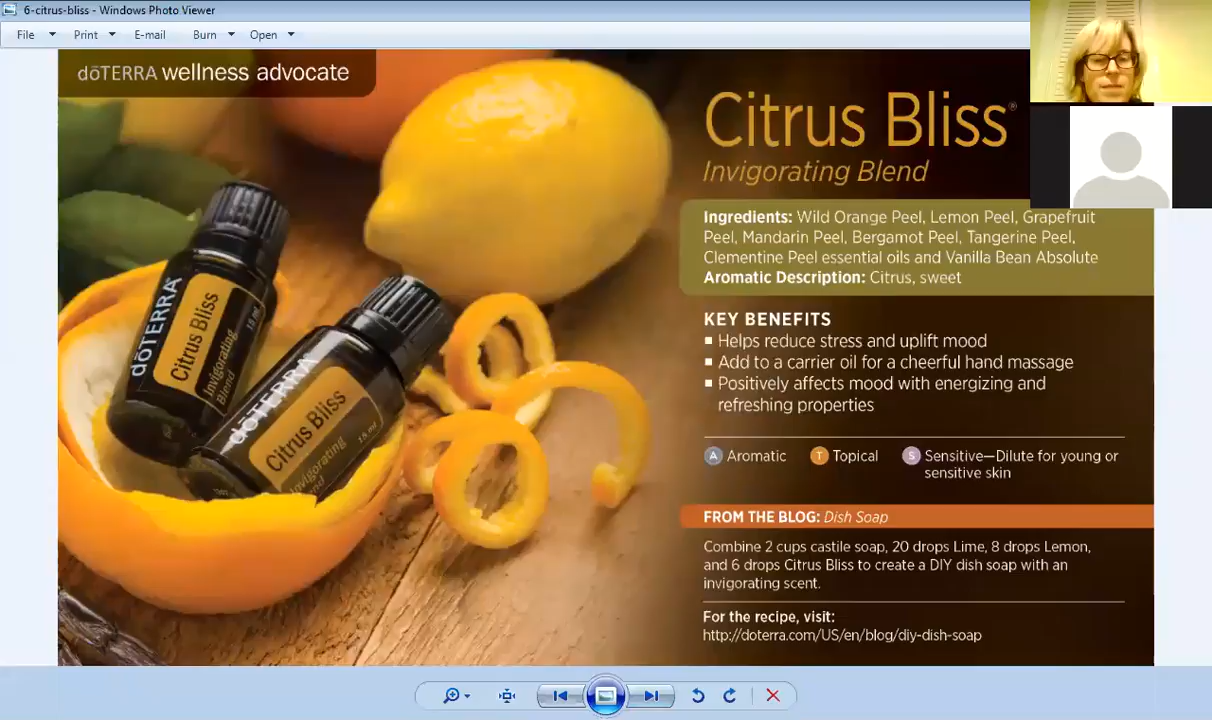 6-citrus-bliss - Windows Photo Viewer
File Print E-mail Burn Open
dōTERRA wellness advocate
Citrus Bliss®
Invigorating Blend
Ingredients: Wild Orange Peel, Lemon Peel, Grapefruit
Peel, Mandarin Peel, Bergamot Peel, Tangerine Peel,
Clementine Peel essential oils and Vanilla Bean Absolute
Aromatic Description: Citrus, sweet
KEY BENEFITS
■ Helps reduce stress and uplift mood
■ Add to a carrier oil for a cheerful hand massage
■ Positively affects mood with energizing and
refreshing properties
A Aromatic T Topical S Sensitive—Dilute for young or
sensitive skin
FROM THE BLOG: Dish Soap
Combine 2 cups castile soap, 20 drops Lime, 8 drops Lemon,
and 6 drops Citrus Bliss to create a DIY dish soap with an
invigorating scent.
For the recipe, visit:
http://doterra.com/US/en/blog/diy-dish-soap
dōTERRA
Citrus Bliss
Invigorating
Blend
15 ml
dōTERRA
Citrus Bliss
Invigorating
15 ml